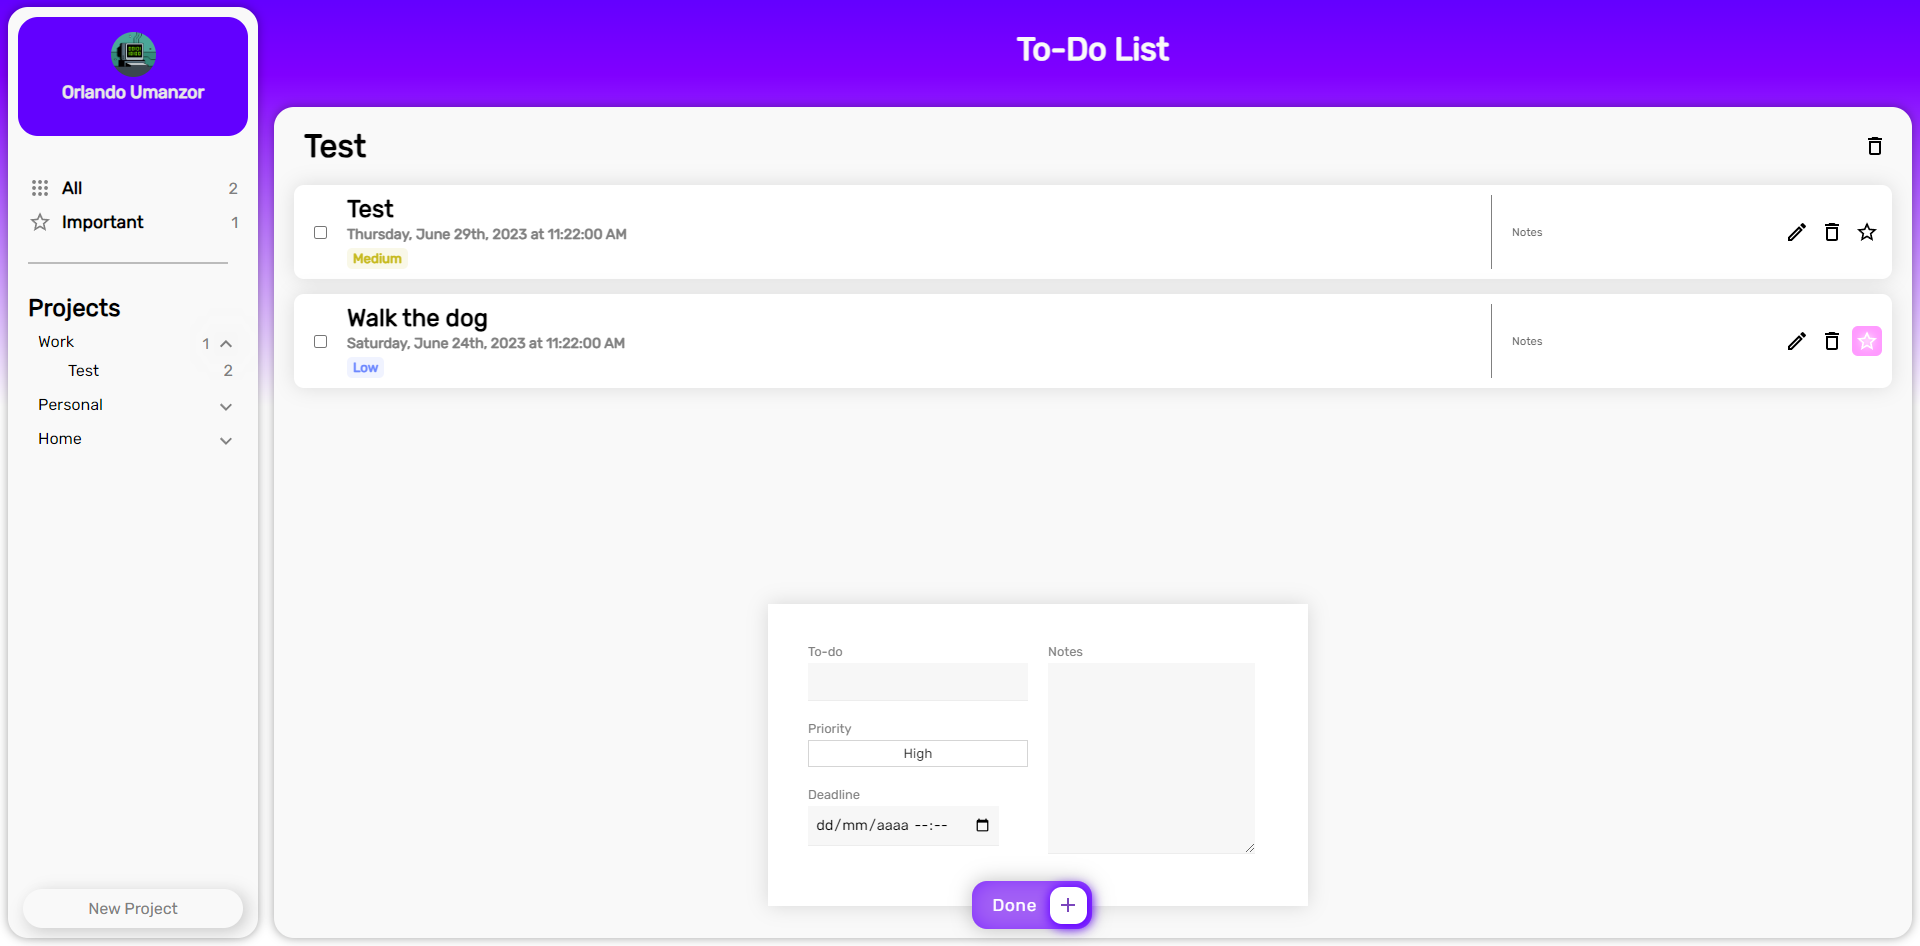 Orlando Umanzor
All 2
Important 1
Projects
Work 1
Test 2
Personal
Home
New Project
To-Do List
Test
Test
Thursday, June 29th, 2023 at 11:22:00 AM
Medium
Notes
Walk the dog
Saturday, June 24th, 2023 at 11:22:00 AM
Low
Notes
To-do
Priority
High
Deadline
dd/mm/aaaa --:--
Notes
Done +